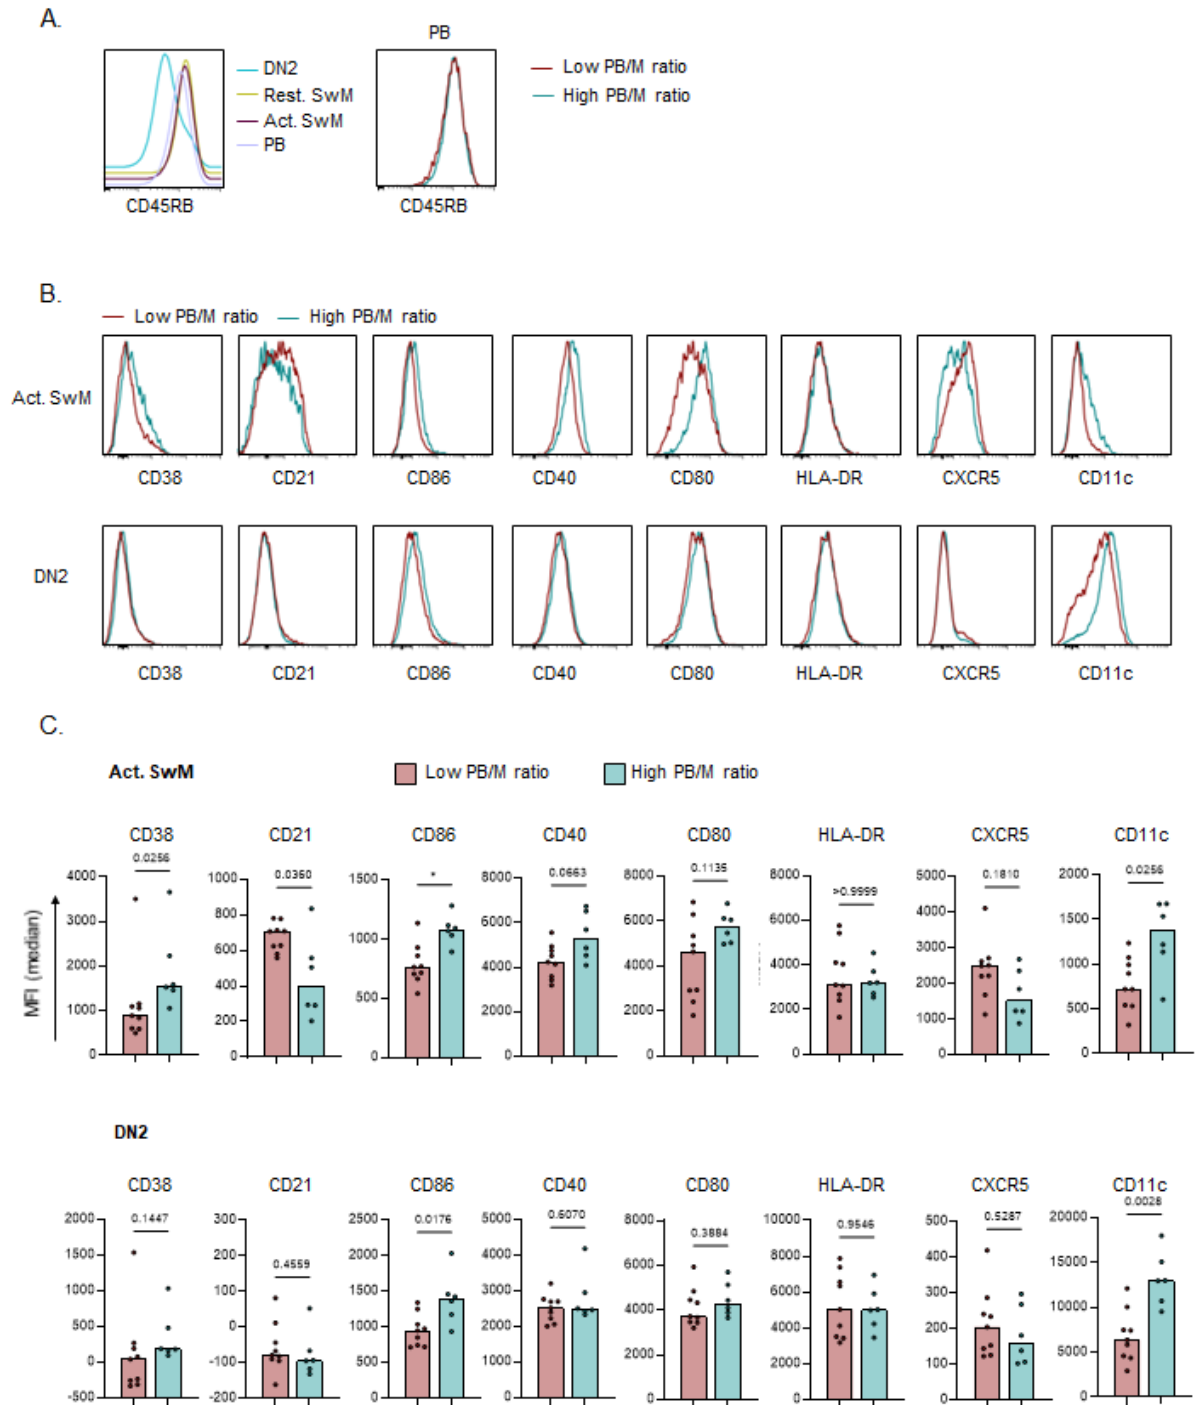 A.
PB
DN2
Rest. SwM
Act. SwM
PB
Low PB/M ratio
High PB/M ratio
CD45RB CD45RB
B.
Low PB/M ratio High PB/M ratio
Act. SwM
CD38 CD21 CD86 CD40 CD80 HLA-DR CXCR5 CD11c
DN2
CD38 CD21 CD86 CD40 CD80 HLA-DR CXCR5 CD11c
C.
Act. SwM Low PB/M ratio High PB/M ratio
MFI (median)
CD38
0.0256
4000
3000
2000
1000
0
CD21
0.0360
1000
800
600
400
200
0
CD86
*
1500
1000
500
0
CD40
0.0663
8000
6000
4000
2000
0
CD80
0.1135
8000
6000
4000
2000
0
HLA-DR
>0.9999
8000
6000
4000
2000
0
CXCR5
0.1810
5000
4000
3000
2000
1000
0
CD11c
0.0256
2000
1500
1000
500
0
DN2
CD38
0.1447
2000
1500
1000
500
0
-500
CD21
0.4559
300
200
100
0
-100
-200
CD86
0.0176
2500
2000
1500
1000
500
0
CD40
0.6070
5000
4000
3000
2000
1000
0
CD80
0.3884
8000
6000
4000
2000
0
HLA-DR
0.9546
10000
8000
6000
4000
2000
0
CXCR5
0.5287
500
400
300
200
100
0
CD11c
0.0028
20000
15000
10000
5000
0